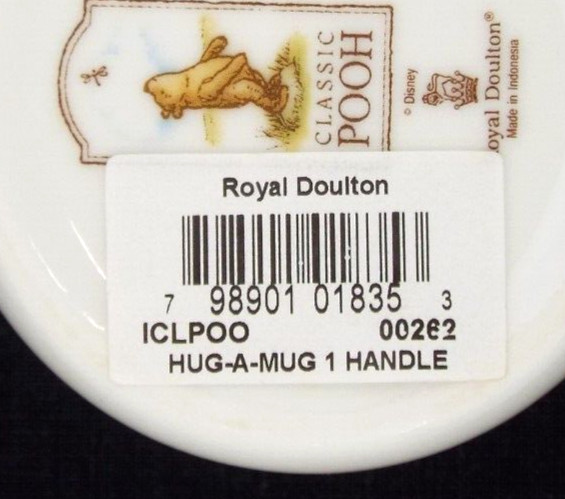 CLASSIC
POOH
© Disney
oyal Doulton®
Made in Indonesia
Royal Doulton
7 98901 01835 3
ICLPOO 00262
HUG-A-MUG 1 HANDLE